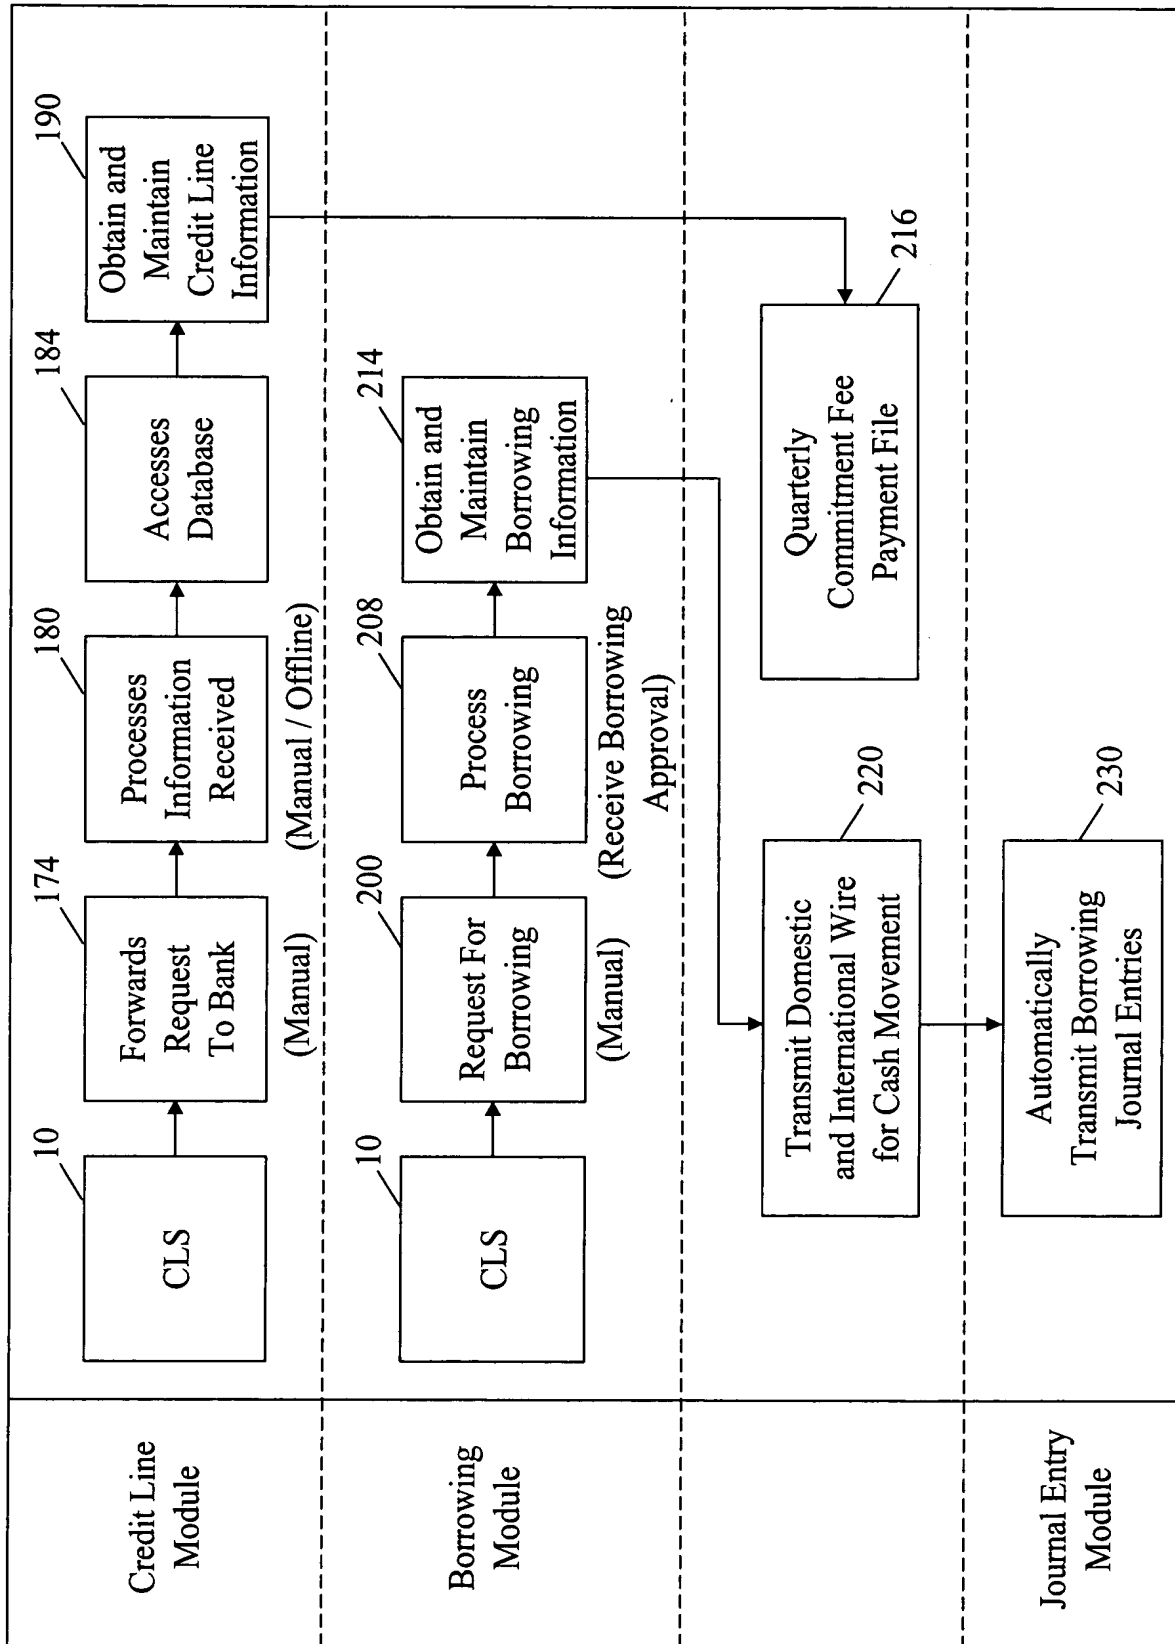 Credit Line
Module
10
CLS
174
Forwards
Request
To Bank
(Manual)
180
Processes
Information
Received
(Manual / Offline)
184
Accesses
Database
190
Obtain and
Maintain
Credit Line
Information
Borrowing
Module
10
CLS
200
Request For
Borrowing
(Manual)
208
Process
Borrowing
(Receive Borrowing
Approval)
214
Obtain and
Maintain
Borrowing
Information
Transmit Domestic
and International Wire
for Cash Movement
220
Quarterly
Commitment Fee
Payment File
216
Journal Entry
Module
Automatically
Transmit Borrowing
Journal Entries
230